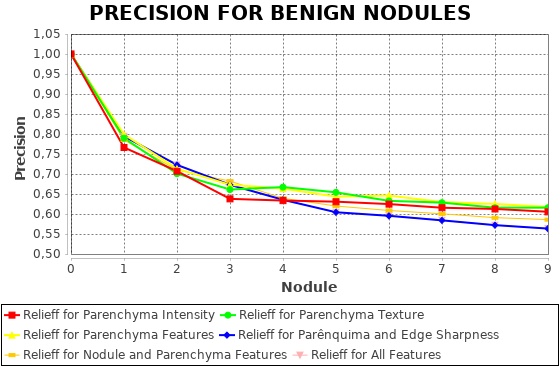 PRECISION FOR BENIGN NODULES
1,05
1,00
0,95
0,90
0,85
0,80
0,75
0,70
0,65
0,60
0,55
0,50
Precision
0 1 2 3 4 5 6 7 8 9
Nodule
Relieff for Parenchyma Intensity Relieff for Parenchyma Texture
Relieff for Parenchyma Features Relieff for Parênquima and Edge Sharpness
Relieff for Nodule and Parenchyma Features Relieff for All Features